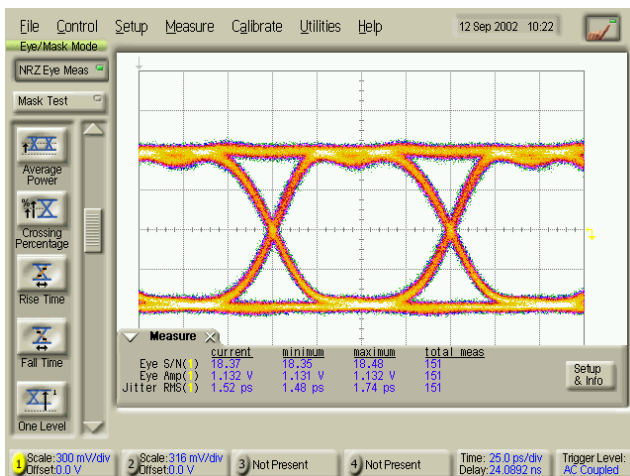 File Control Setup Measure Calibrate Utilities Help 12 Sep 2002 10:22
Eye/Mask Mode
NRZ Eye Meas
Mask Test
Average
Power
Crossing
Percentage
Rise Time
Fall Time
One Level
Measure
current minimum maximum total meas
Eye S/N(1) 18.37 18.35 18.48 151
Eye Amp(1) 1.132 V 1.131 V 1.132 V 151
Jitter RMS(1) 1.52 ps 1.48 ps 1.74 ps 151
Setup
& Info
1 Scale:300 mV/div
Offset:0.0 V
2 Scale:316 mV/div
Offset:0.0 V
3 Not Present
4 Not Present
Time: 25.0 ps/div
Delay:24.0892 ns
Trigger Level:
AC Coupled